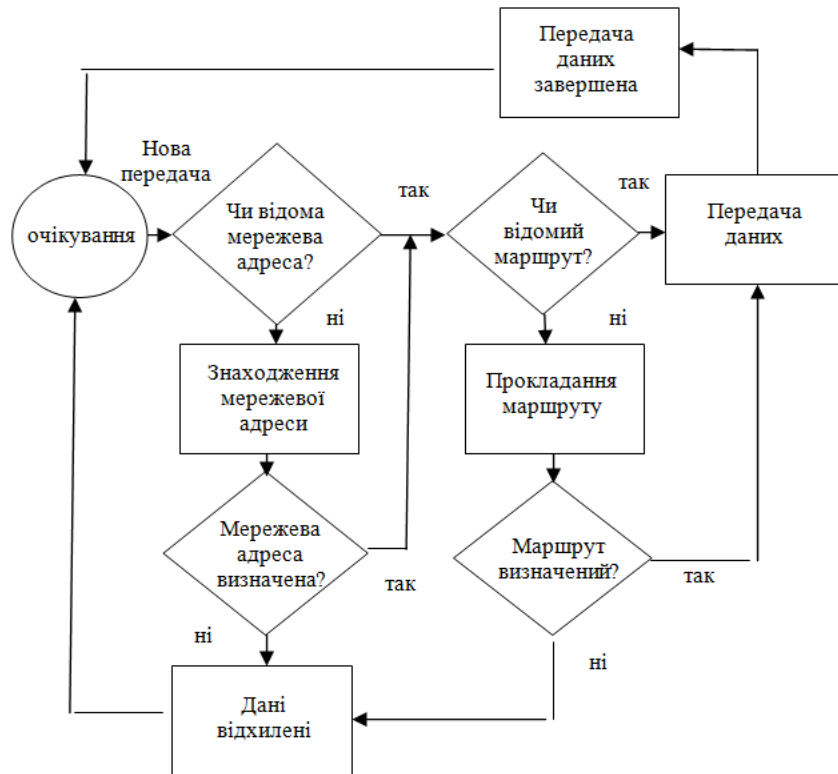 Передача
даних
завершена
Нова
передача
очікування
Чи відома
мережева
адреса?
так
Чи
відомий
маршрут?
так
Передача
даних
ні
ні
Знаходження
мережевої
адреси
Прокладання
маршруту
Мережева
адреса
визначена?
так
Маршрут
визначений?
так
ні
ні
Дані
відхилені